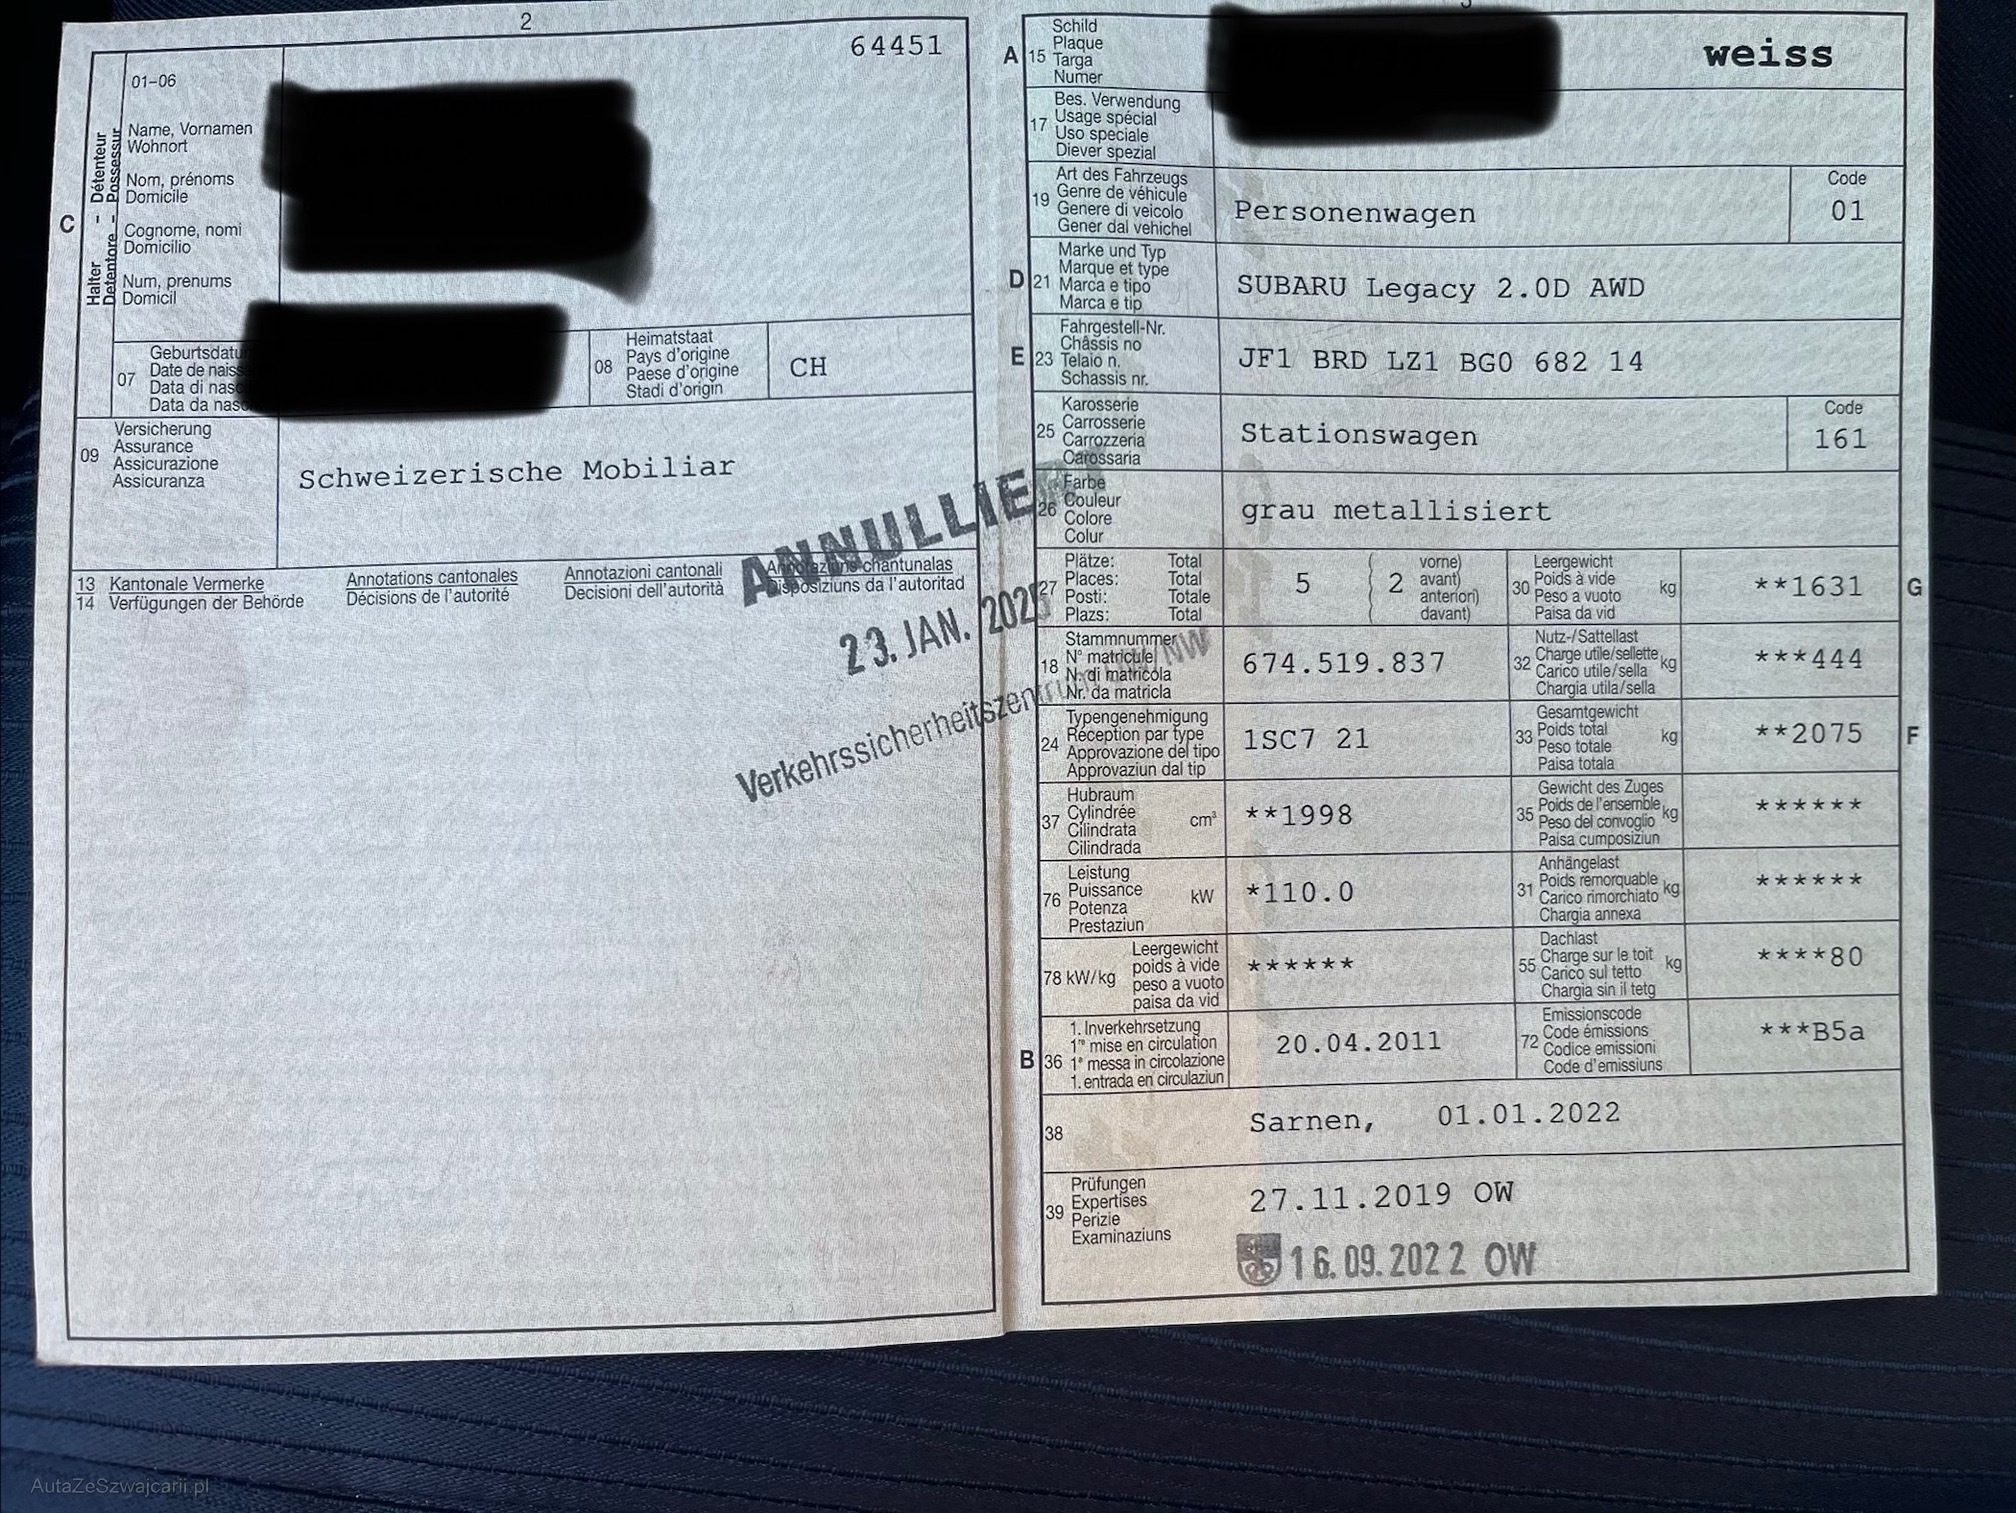 2
64451
01-06
C
Halter - Détenteur
Detentore - Possessur
Name, Vornamen
Wohnort
Nom, prénoms
Domicile
Cognome, nomi
Domicilio
Num, prenums
Domicil
07
Geburtsdatu
Date de naiss
Data di nasc
Data da nasc
08
Heimatstaat
Pays d'origine
Paese d'origine
Stadi d'origin
CH
09
Versicherung
Assurance
Assicurazione
Assicuranza
Schweizerische Mobiliar
13
14
Kantonale Vermerke
Verfügungen der Behörde
Annotations cantonales
Décisions de l'autorité
Annotazioni cantonali
Decisioni dell'autorità
Annotaziuns chantunalas
Disposiziuns da l'autoritad
ANNULLIERT
23. JAN. 2025
Verkehrssicherheitszentrum OW/NW
A
15
Schild
Plaque
Targa
Numer
weiss
17
Bes. Verwendung
Usage spécial
Uso speciale
Diever spezial
19
Art des Fahrzeugs
Genre de véhicule
Genere di veicolo
Gener dal vehichel
Personenwagen
Code
01
D
21
Marke und Typ
Marque et type
Marca e tipo
Marca e tip
SUBARU Legacy 2.0D AWD
E
23
Fahrgestell-Nr.
Châssis no
Telaio n.
Schassis nr.
JF1 BRD LZ1 BG0 682 14
25
Karosserie
Carrosserie
Carrozzeria
Carossaria
Stationswagen
Code
161
26
Farbe
Couleur
Colore
Colur
grau metallisiert
27
Plätze: Total
Places: Total
Posti: Totale
Plazs: Total
5
2
vorne)
avant)
anteriori)
davant)
30
Leergewicht
Poids à vide
Peso a vuoto
Paisa da vid
kg
**1631
G
18
Stammnummer
N° matricule
N. di matricola
Nr. da matricla
674.519.837
32
Nutz-/Sattellast
Charge utile/sellette
Carico utile/sella
Chargia utila/sella
kg
***444
24
Typengenehmigung
Réception par type
Approvazione del tipo
Approvaziun dal tip
1SC7 21
33
Gesamtgewicht
Poids total
Peso totale
Paisa totala
kg
**2075
F
37
Hubraum
Cylindrée
Cilindrata
Cilindrada
cm³
**1998
35
Gewicht des Zuges
Poids de l'ensemble
Peso del convoglio
Paisa cumposiziun
kg
******
76
Leistung
Puissance
Potenza
Prestaziun
kW
*110.0
31
Anhängelast
Poids remorquable
Carico rimorchiato
Chargia annexa
kg
******
78 kW/kg
Leergewicht
poids à vide
peso a vuoto
paisa da vid
******
55
Dachlast
Charge sur le toit
Carico sul tetto
Chargia sin il tetg
kg
****80
B
36
1. Inverkehrsetzung
1re mise en circulation
1a messa in circolazione
1. entrada en circulaziun
20.04.2011
72
Emissionscode
Code émissions
Codice emissioni
Code d'emissiuns
***B5a
38
Sarnen, 01.01.2022
39
Prüfungen
Expertises
Perizie
Examinaziuns
27.11.2019 OW
16.09.2022 OW
AutaZeSzwajcarii.pl